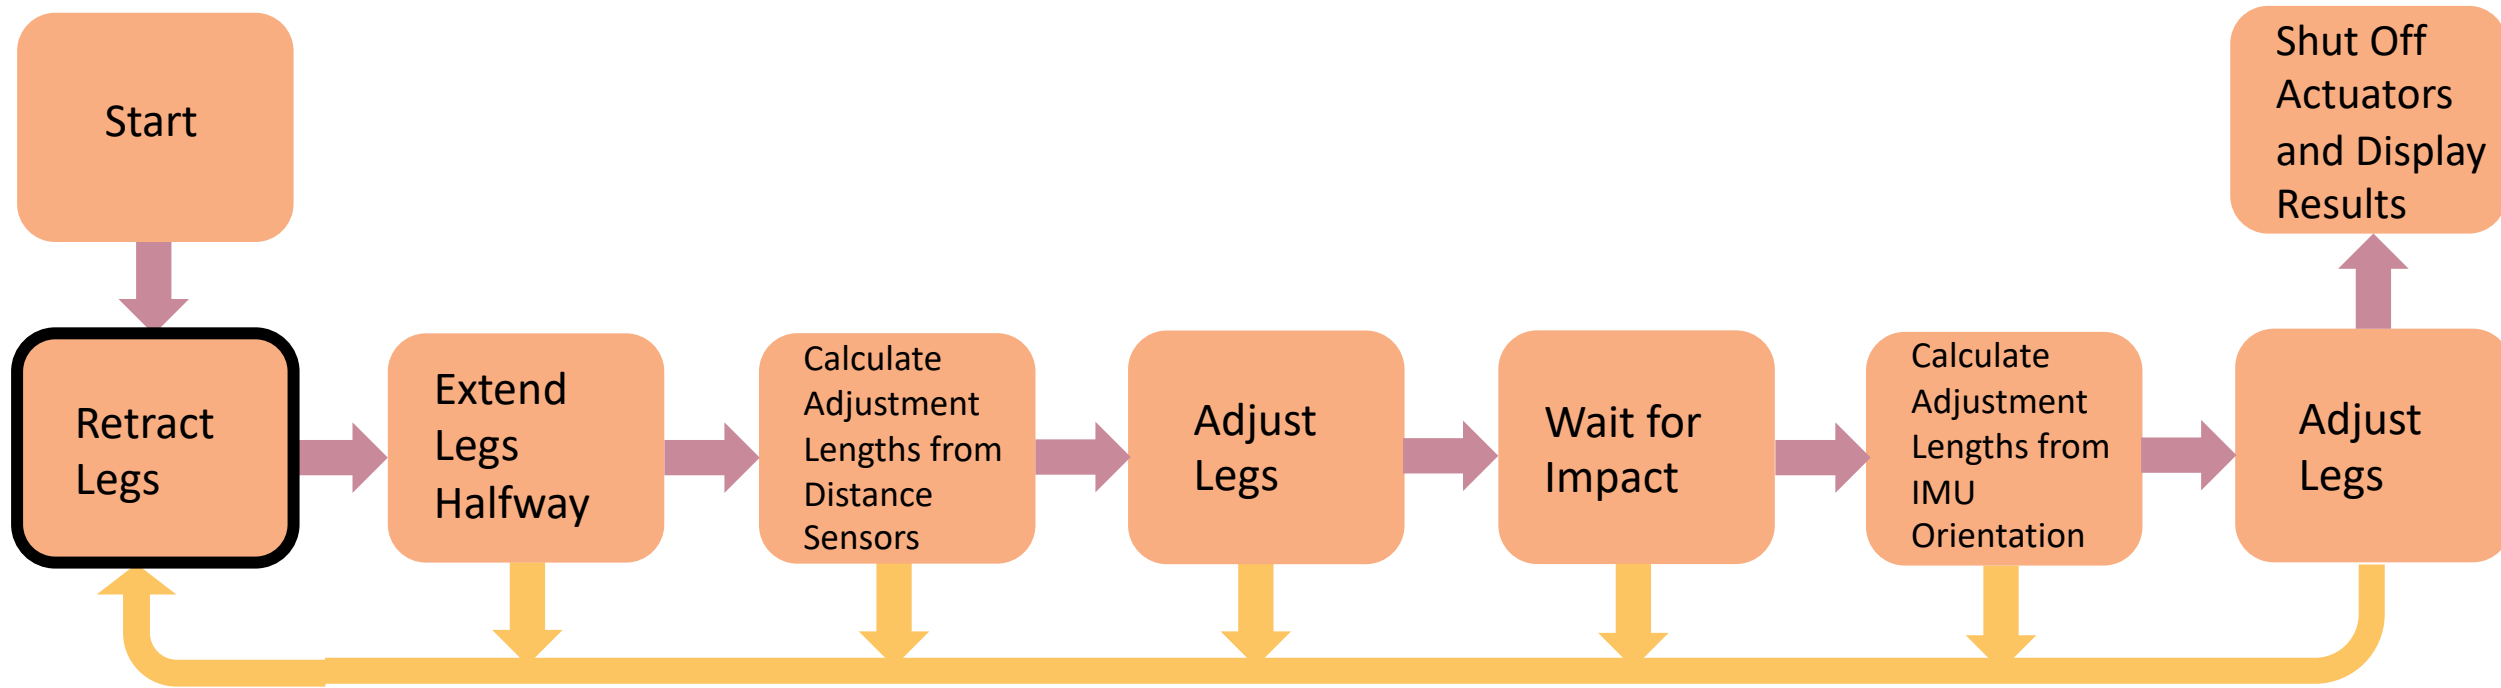 Start
Shut Off
Actuators
and Display
Results
Retract
Legs
Extend
Legs
Halfway
Calculate
Adjustment
Lengths from
Distance
Sensors
Adjust
Legs
Wait for
Impact
Calculate
Adjustment
Lengths from
IMU
Orientation
Adjust
Legs